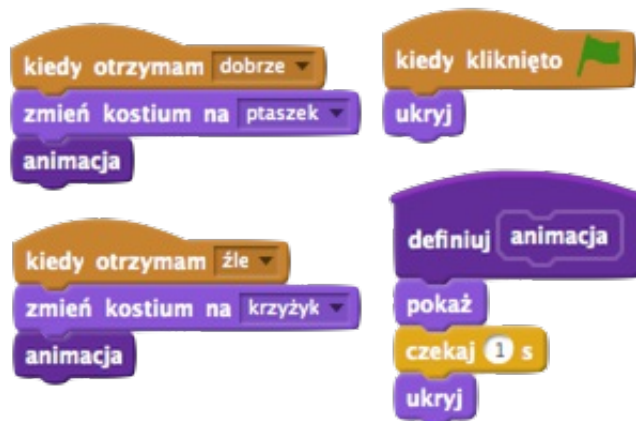 kiedy otrzymam dobrze
zmień kostium na ptaszek
animacja
kiedy otrzymam źle
zmień kostium na krzyżyk
animacja
kiedy kliknięto
ukryj
definiuj animacja
pokaż
czekaj 1 s
ukryj